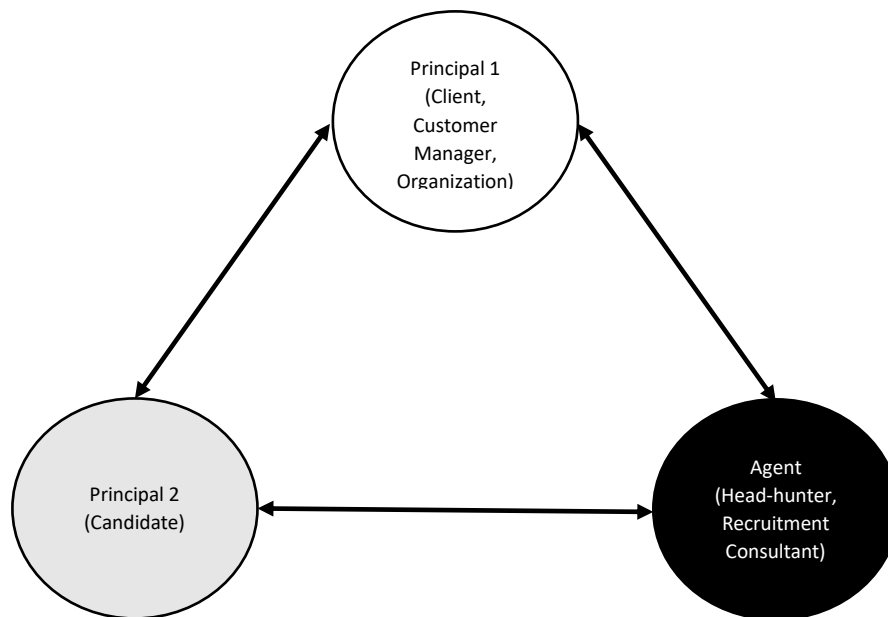 Principal 1
(Client,
Customer
Manager,
Organization)
Principal 2
(Candidate)
Agent
(Head-hunter,
Recruitment
Consultant)